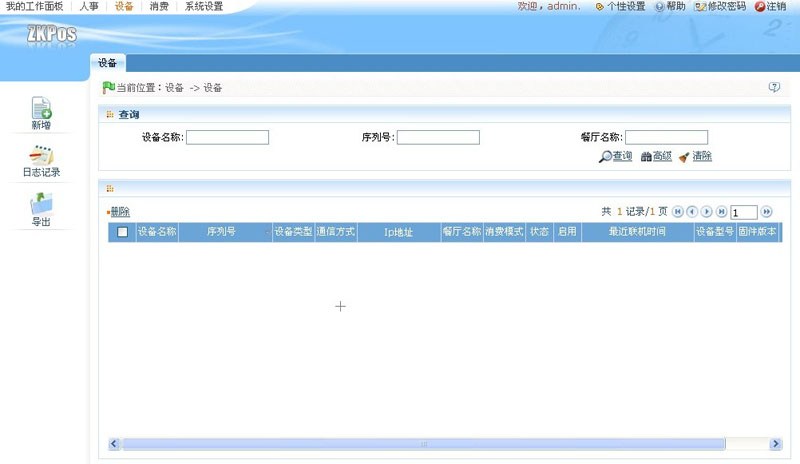 我的工作面板 人事 设备 消费 系统设置 欢迎，admin. 个性设置 帮助 修改密码 注销
ZKPos
设备
当前位置：设备 -> 设备
查询
设备名称: 序列号: 餐厅名称:
查询 高级 清除
新增
日志记录
导出
删除 共 1 记录/1 页 1
设备名称 序列号 设备类型 通信方式 Ip地址 餐厅名称 消费模式 状态 启用 最近联机时间 设备型号 固件版本